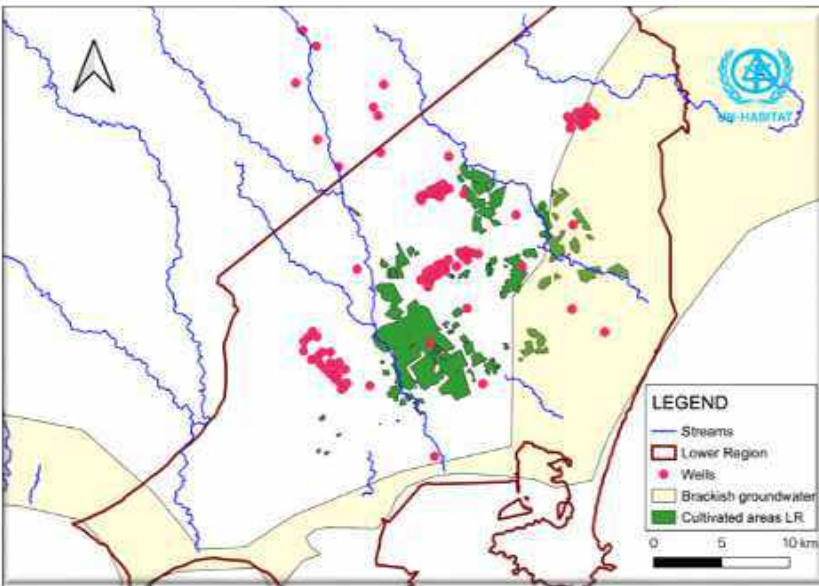 UN-HABITAT
LEGEND
Streams
Lower Region
Wells
Brackish groundwater
Cultivated areas LR
0 5 10 km